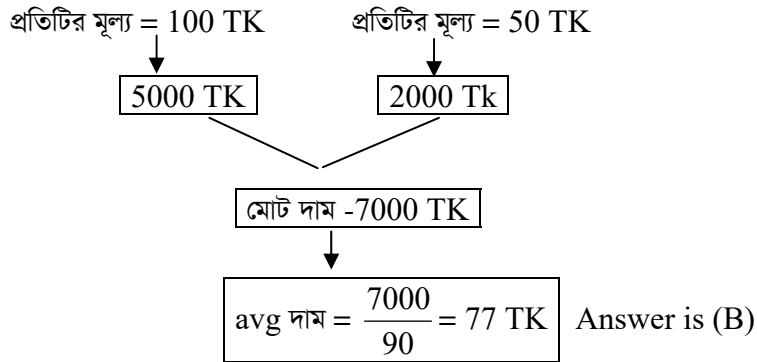 প্রতিটির মূল্য = 100 TK প্রতিটির মূল্য = 50 TK
5000 TK 2000 Tk
মোট দাম -7000 TK
avg দাম = 7000/90 = 77 TK Answer is (B)